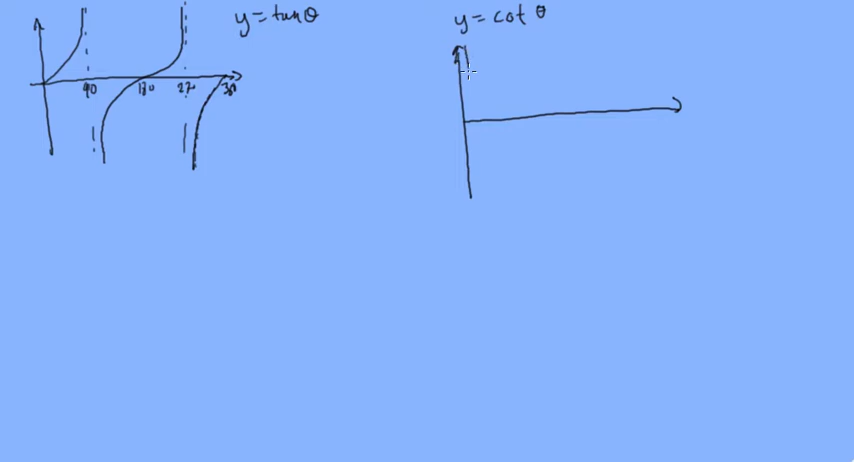 y = tan θ
y = cot θ
90 180 270 360